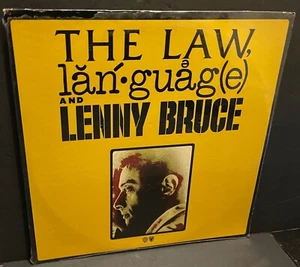 THE LAW,
lăn′·guăg(e)
AND
LENNY BRUCE